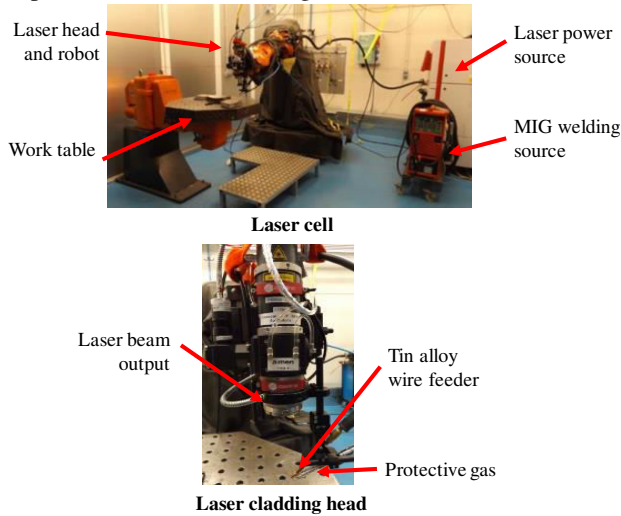 Laser head
and robot
Laser power
source
Work table
MIG welding
source
Laser cell
Laser beam
output
Tin alloy
wire feeder
Protective gas
Laser cladding head